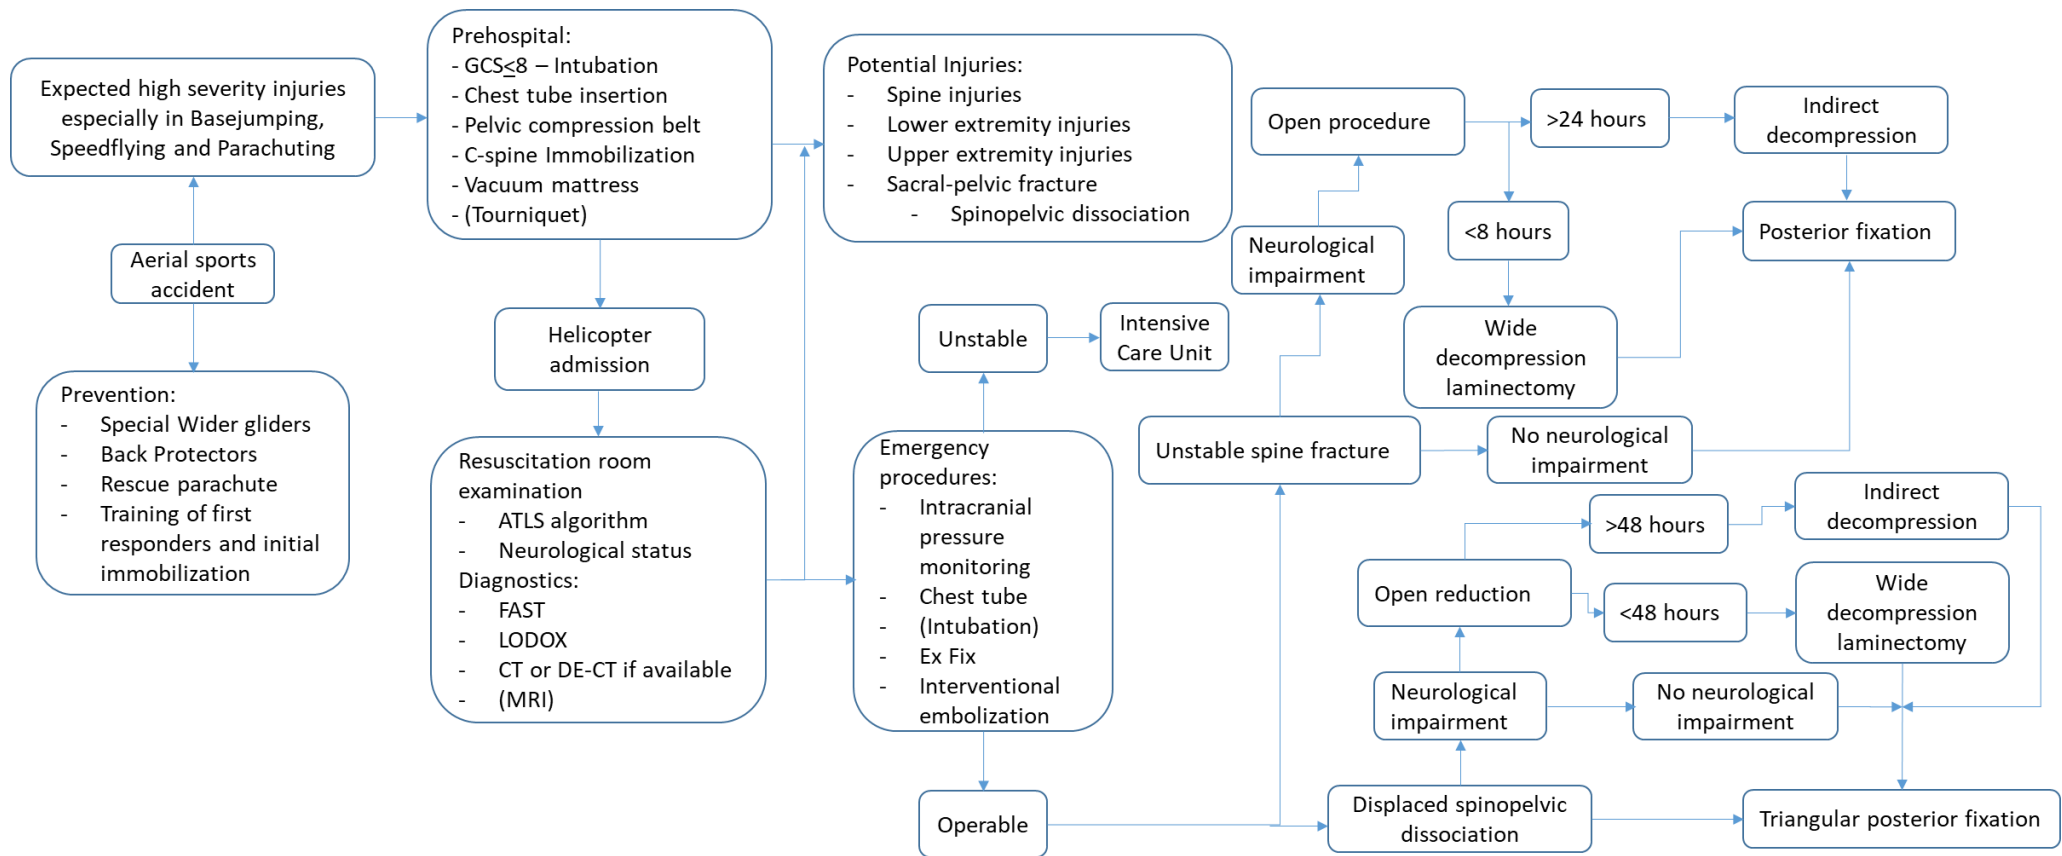 Expected high severity injuries
especially in Basejumping,
Speedflying and Parachuting
Aerial sports
accident
Prevention:
- Special Wider gliders
- Back Protectors
- Rescue parachute
- Training of first
responders and initial
immobilization
Prehospital:
- GCS≤8 – Intubation
- Chest tube insertion
- Pelvic compression belt
- C-spine Immobilization
- Vacuum mattress
- (Tourniquet)
Helicopter
admission
Resuscitation room
examination
- ATLS algorithm
- Neurological status
Diagnostics:
- FAST
- LODOX
- CT or DE-CT if available
- (MRI)
Potential Injuries:
- Spine injuries
- Lower extremity injuries
- Upper extremity injuries
- Sacral-pelvic fracture
- Spinopelvic dissociation
Unstable
Intensive
Care Unit
Emergency
procedures:
- Intracranial
pressure
monitoring
- Chest tube
- (Intubation)
- Ex Fix
- Interventional
embolization
Operable
Open procedure
>24 hours
Indirect
decompression
Neurological
impairment
<8 hours
Posterior fixation
Wide
decompression
laminectomy
Unstable spine fracture
No neurological
impairment
>48 hours
Indirect
decompression
Open reduction
<48 hours
Wide
decompression
laminectomy
Neurological
impairment
No neurological
impairment
Displaced spinopelvic
dissociation
Triangular posterior fixation